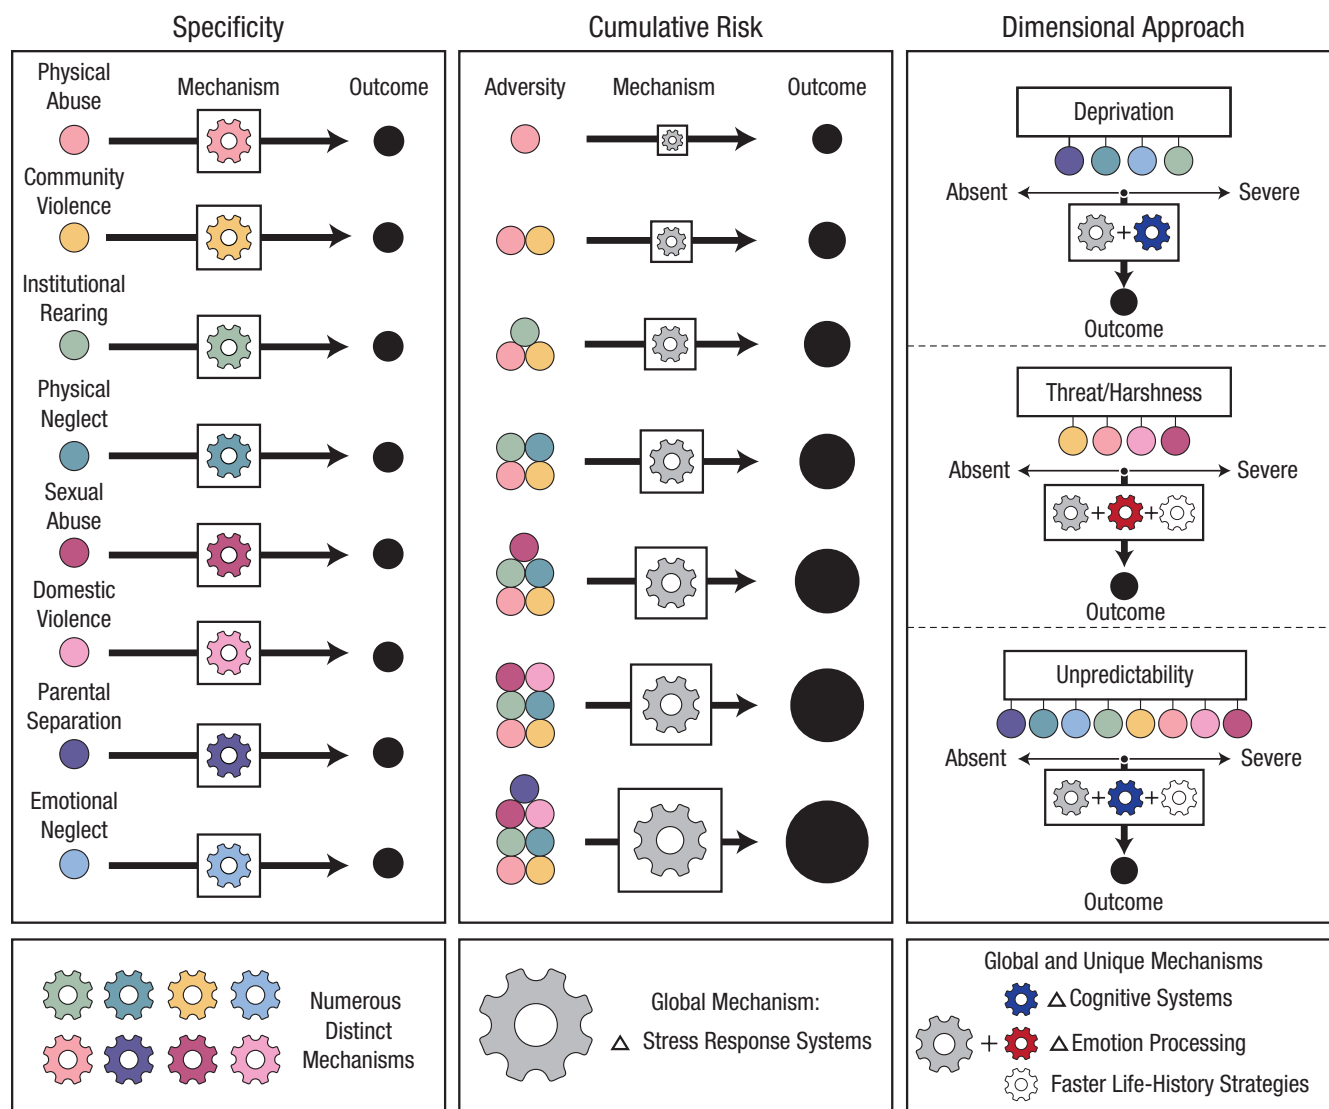 Specificity
Physical
Abuse
Mechanism
Outcome
Community
Violence
Institutional
Rearing
Physical
Neglect
Sexual
Abuse
Domestic
Violence
Parental
Separation
Emotional
Neglect
Numerous
Distinct
Mechanisms
Cumulative Risk
Adversity
Mechanism
Outcome
Global Mechanism:
△ Stress Response Systems
Dimensional Approach
Deprivation
Absent
Severe
+
Outcome
Threat/Harshness
Absent
Severe
+ +
Outcome
Unpredictability
Absent
Severe
+ +
Outcome
Global and Unique Mechanisms
△ Cognitive Systems
+ △ Emotion Processing
Faster Life-History Strategies